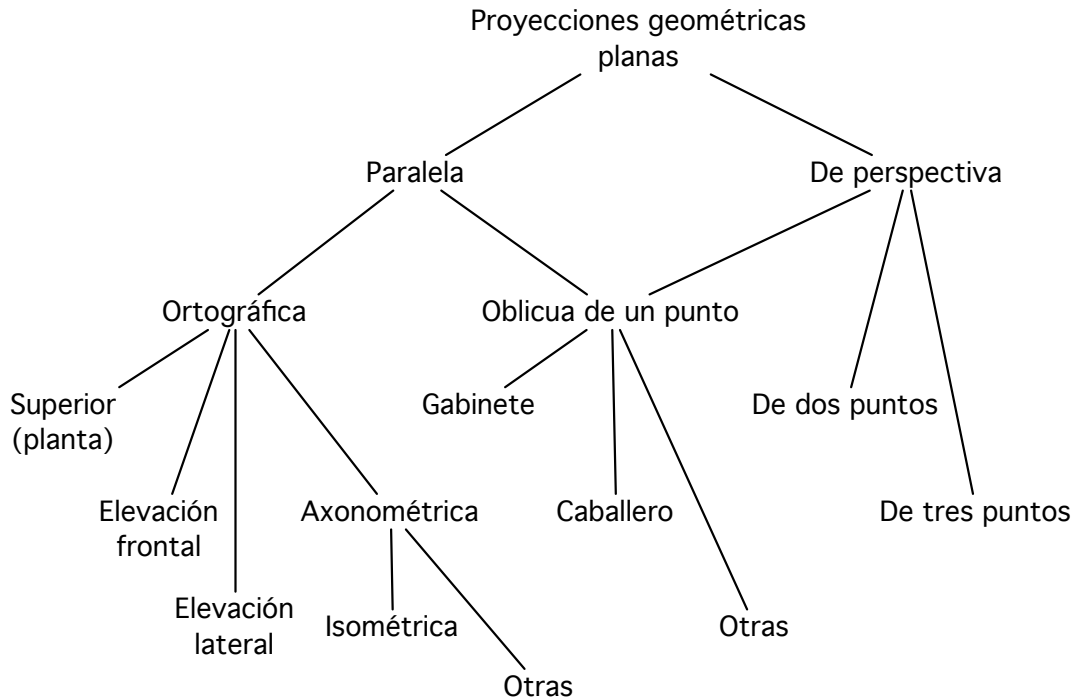 Proyecciones geométricas
planas
Paralela
De perspectiva
Ortográfica
Oblicua de un punto
Superior
(planta)
Gabinete
De dos puntos
Elevación
frontal
Axonométrica
Caballero
De tres puntos
Elevación
lateral
Isométrica
Otras
Otras